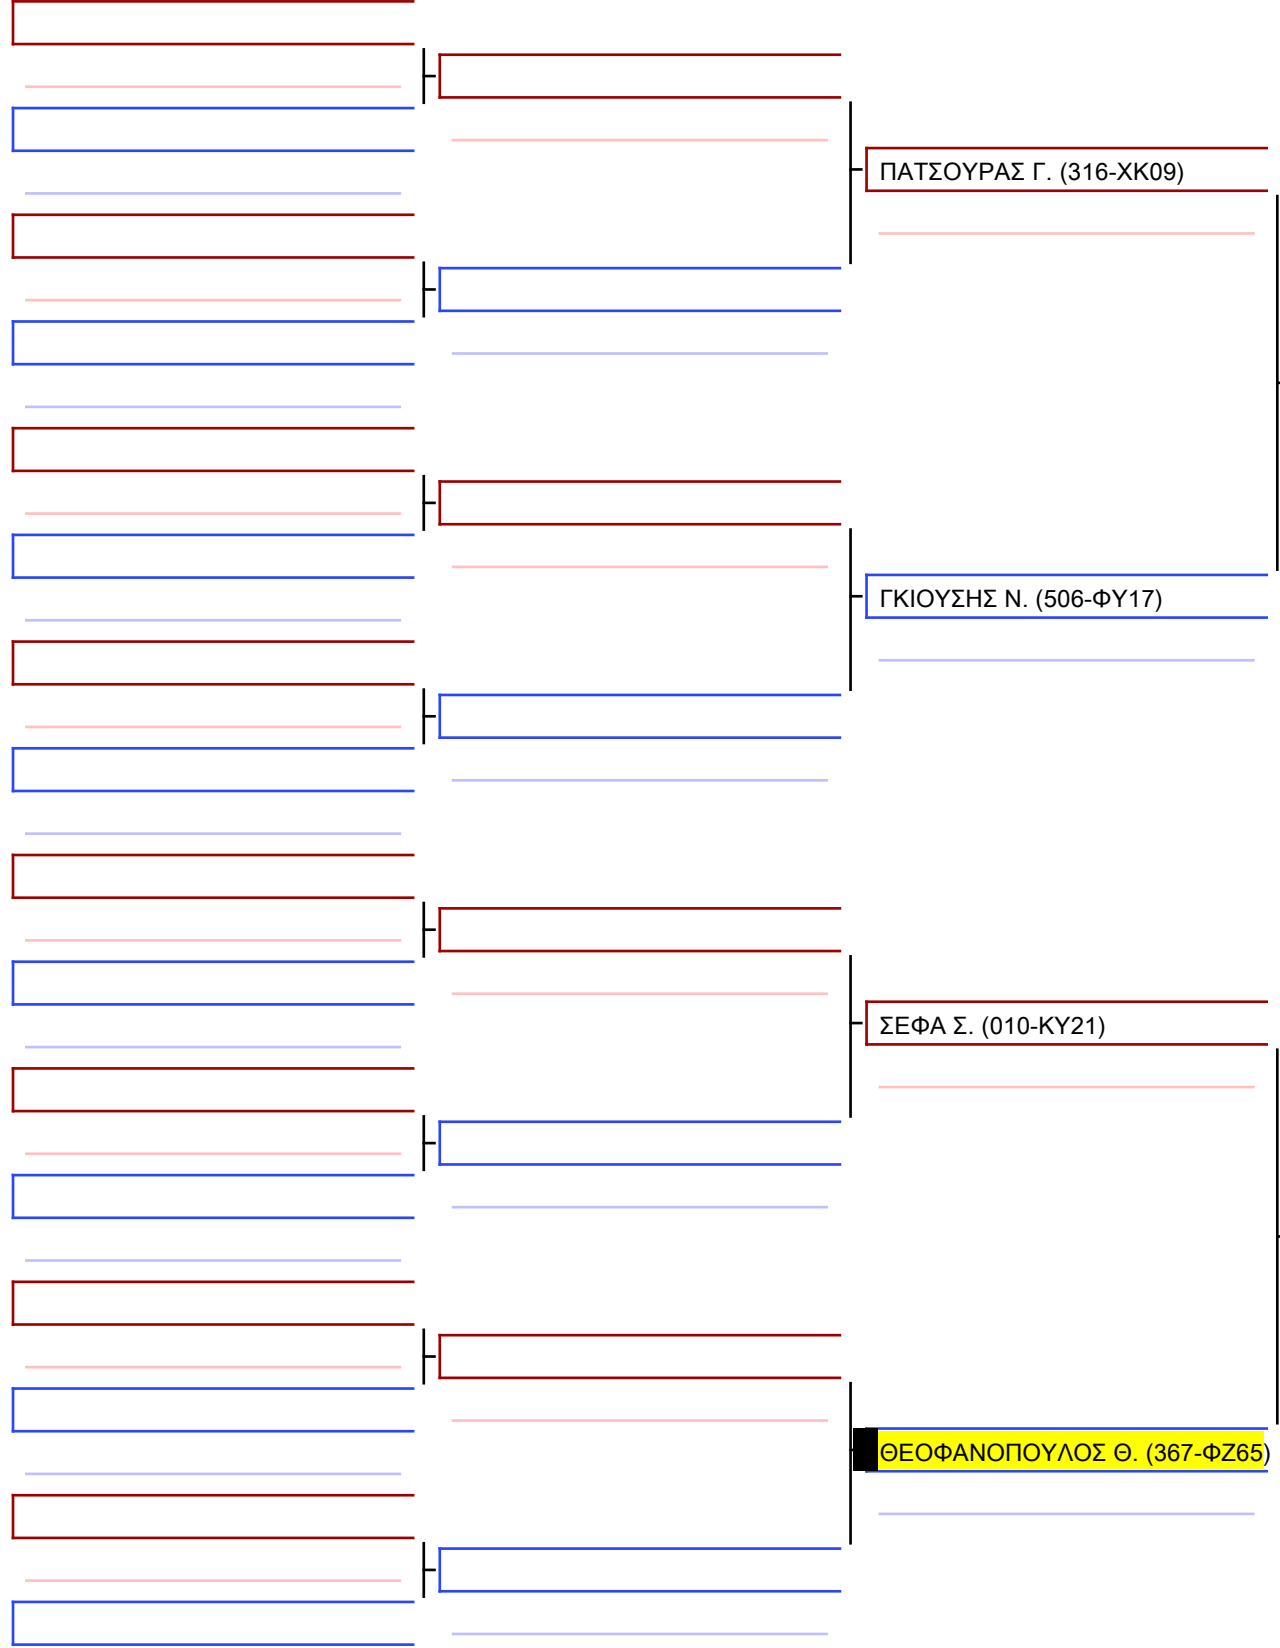 ΠΑΤΣΟΥΡΑΣ Γ. (316-ΧΚ09)
ΓΚΙΟΥΣΗΣ Ν. (506-ΦΥ17)
ΣΕΦΑ Σ. (010-ΚΥ21)
ΘΕΟΦΑΝΟΠΟΥΛΟΣ Θ. (367-ΦΖ65)